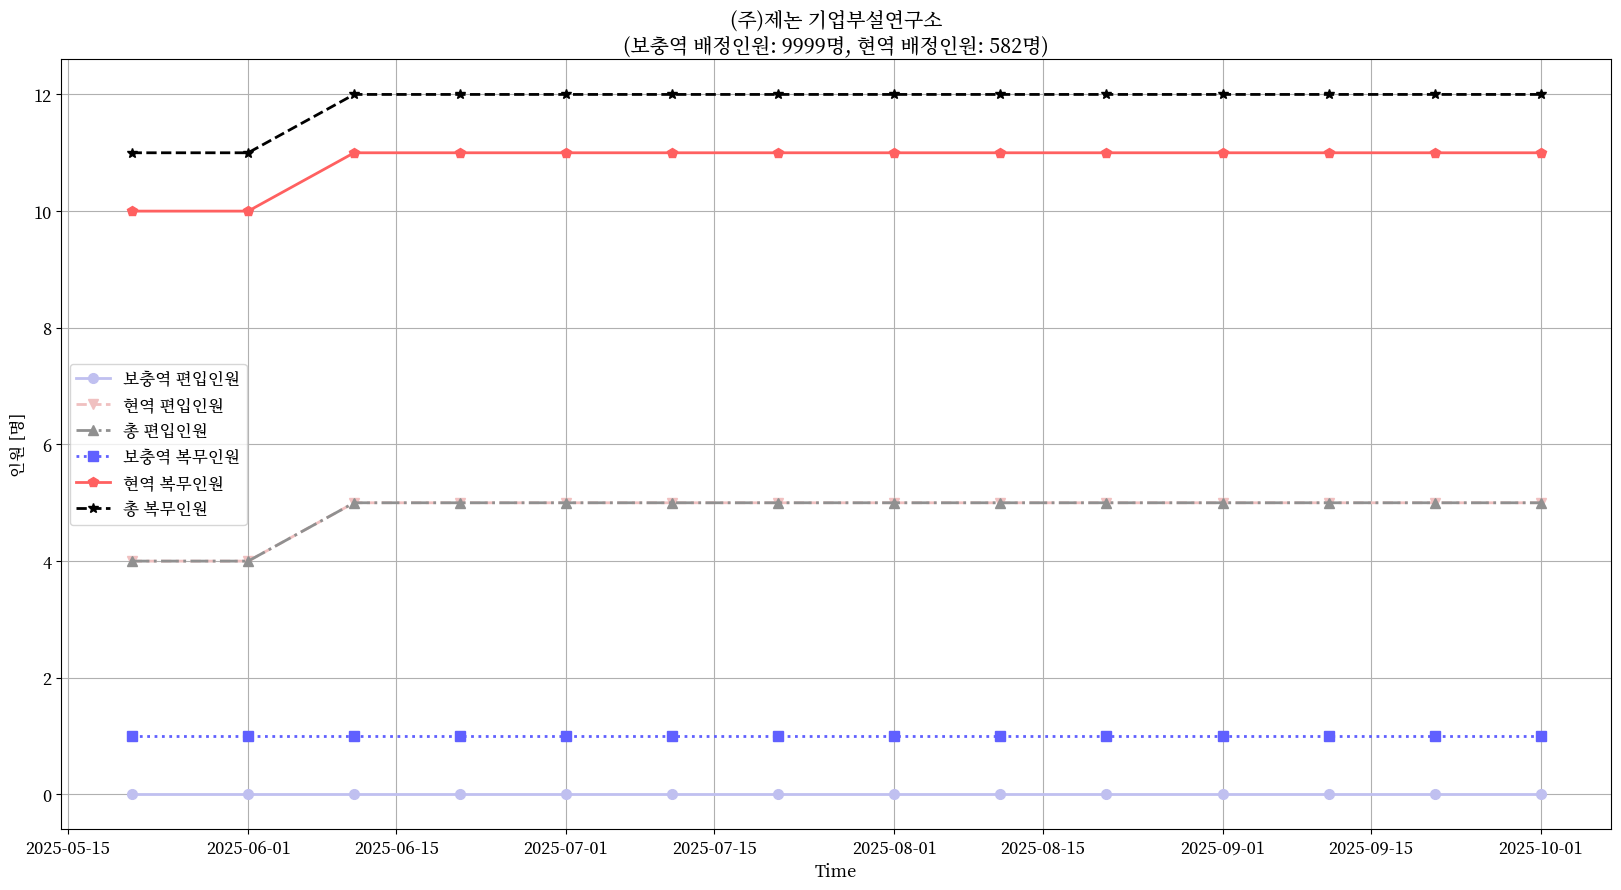 (주)제논 기업부설연구소
(보충역 배정인원: 9999명, 현역 배정인원: 582명)
12
10
8
6
4
2
0
인원 [명]
보충역 편입인원
현역 편입인원
총 편입인원
보충역 복무인원
현역 복무인원
총 복무인원
2025-05-15 2025-06-01 2025-06-15 2025-07-01 2025-07-15 2025-08-01 2025-08-15 2025-09-01 2025-09-15 2025-10-01
Time